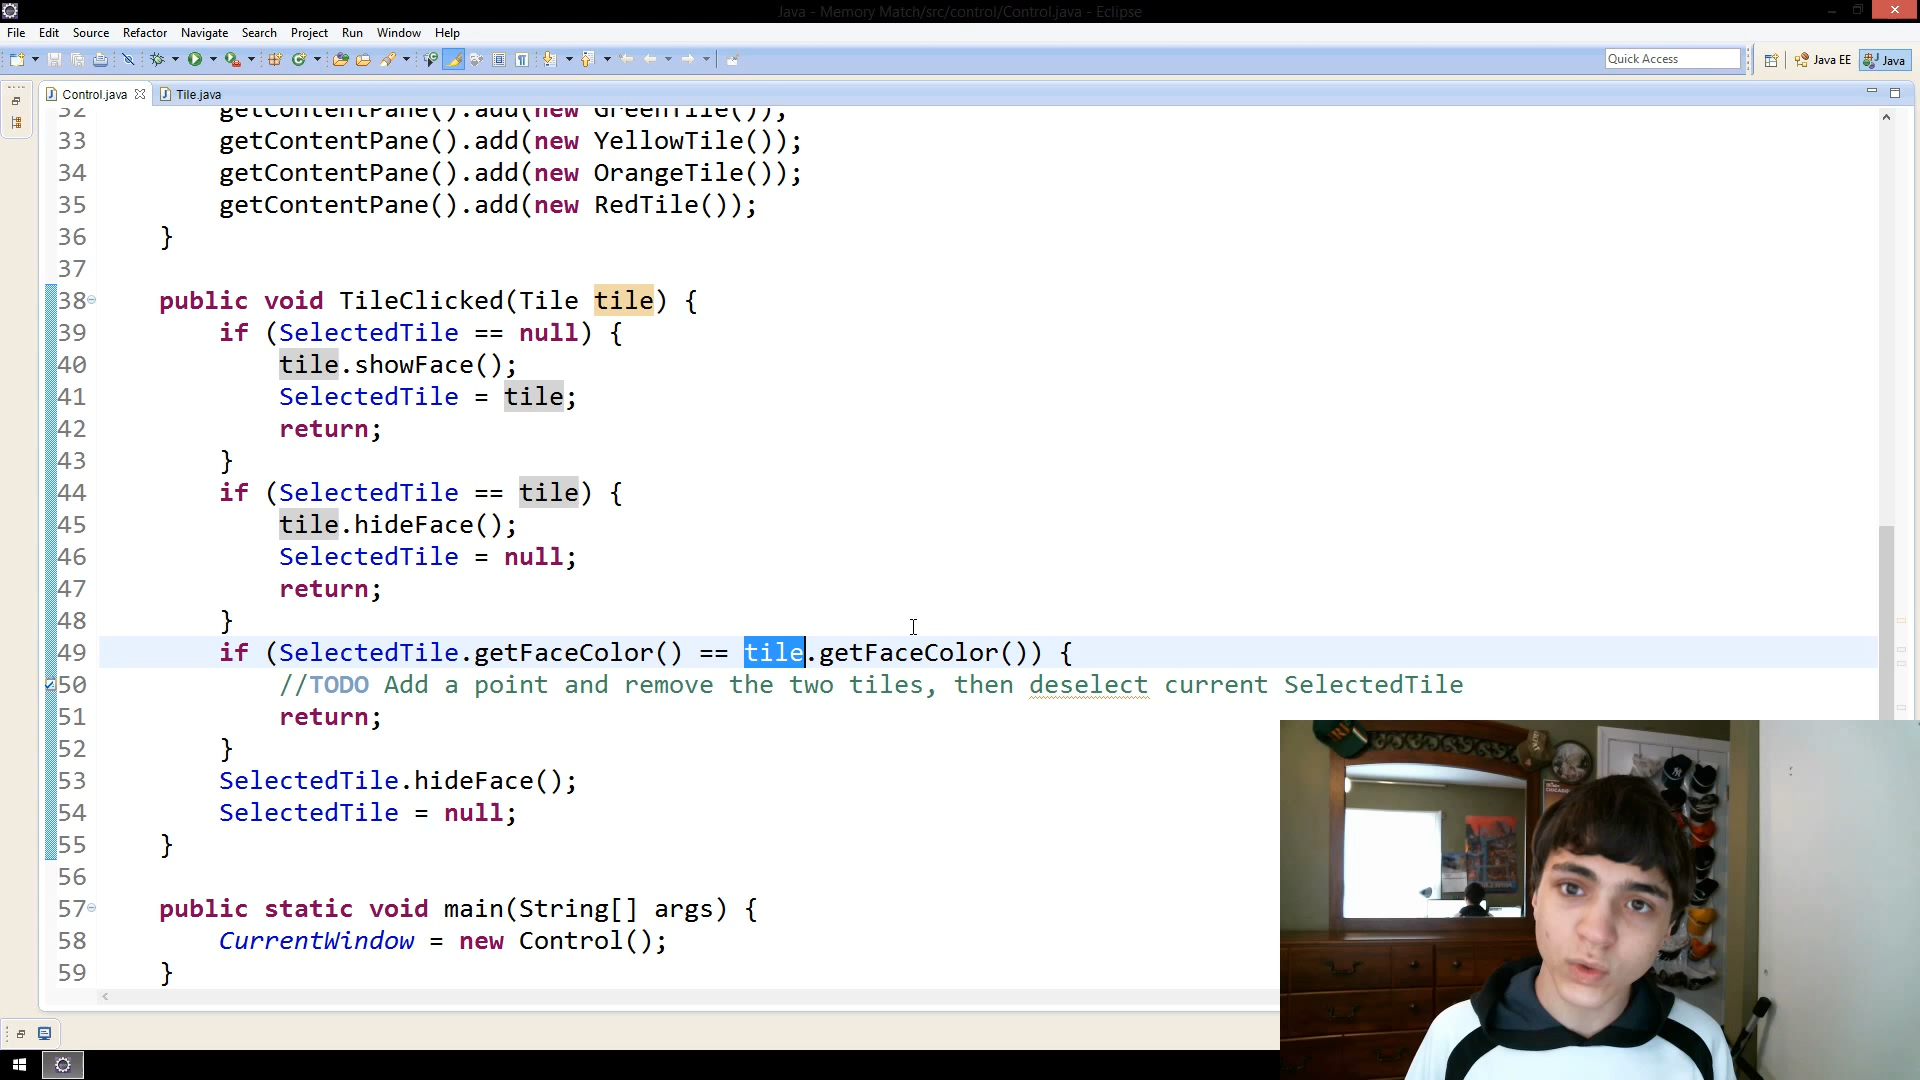 Java - Memory Match/src/control/Control.java - Eclipse
File Edit Source Refactor Navigate Search Project Run Window Help
Quick Access
Java EE
Java
Control.java
Tile.java
32 getContentPane().add(new GreenTile());
33 getContentPane().add(new YellowTile());
34 getContentPane().add(new OrangeTile());
35 getContentPane().add(new RedTile());
36 }
37
38 public void TileClicked(Tile tile) {
39 if (SelectedTile == null) {
40 tile.showFace();
41 SelectedTile = tile;
42 return;
43 }
44 if (SelectedTile == tile) {
45 tile.hideFace();
46 SelectedTile = null;
47 return;
48 }
49 if (SelectedTile.getFaceColor() == tile.getFaceColor()) {
50 //TODO Add a point and remove the two tiles, then deselect current SelectedTile
51 return;
52 }
53 SelectedTile.hideFace();
54 SelectedTile = null;
55 }
56
57 public static void main(String[] args) {
58 CurrentWindow = new Control();
59 }